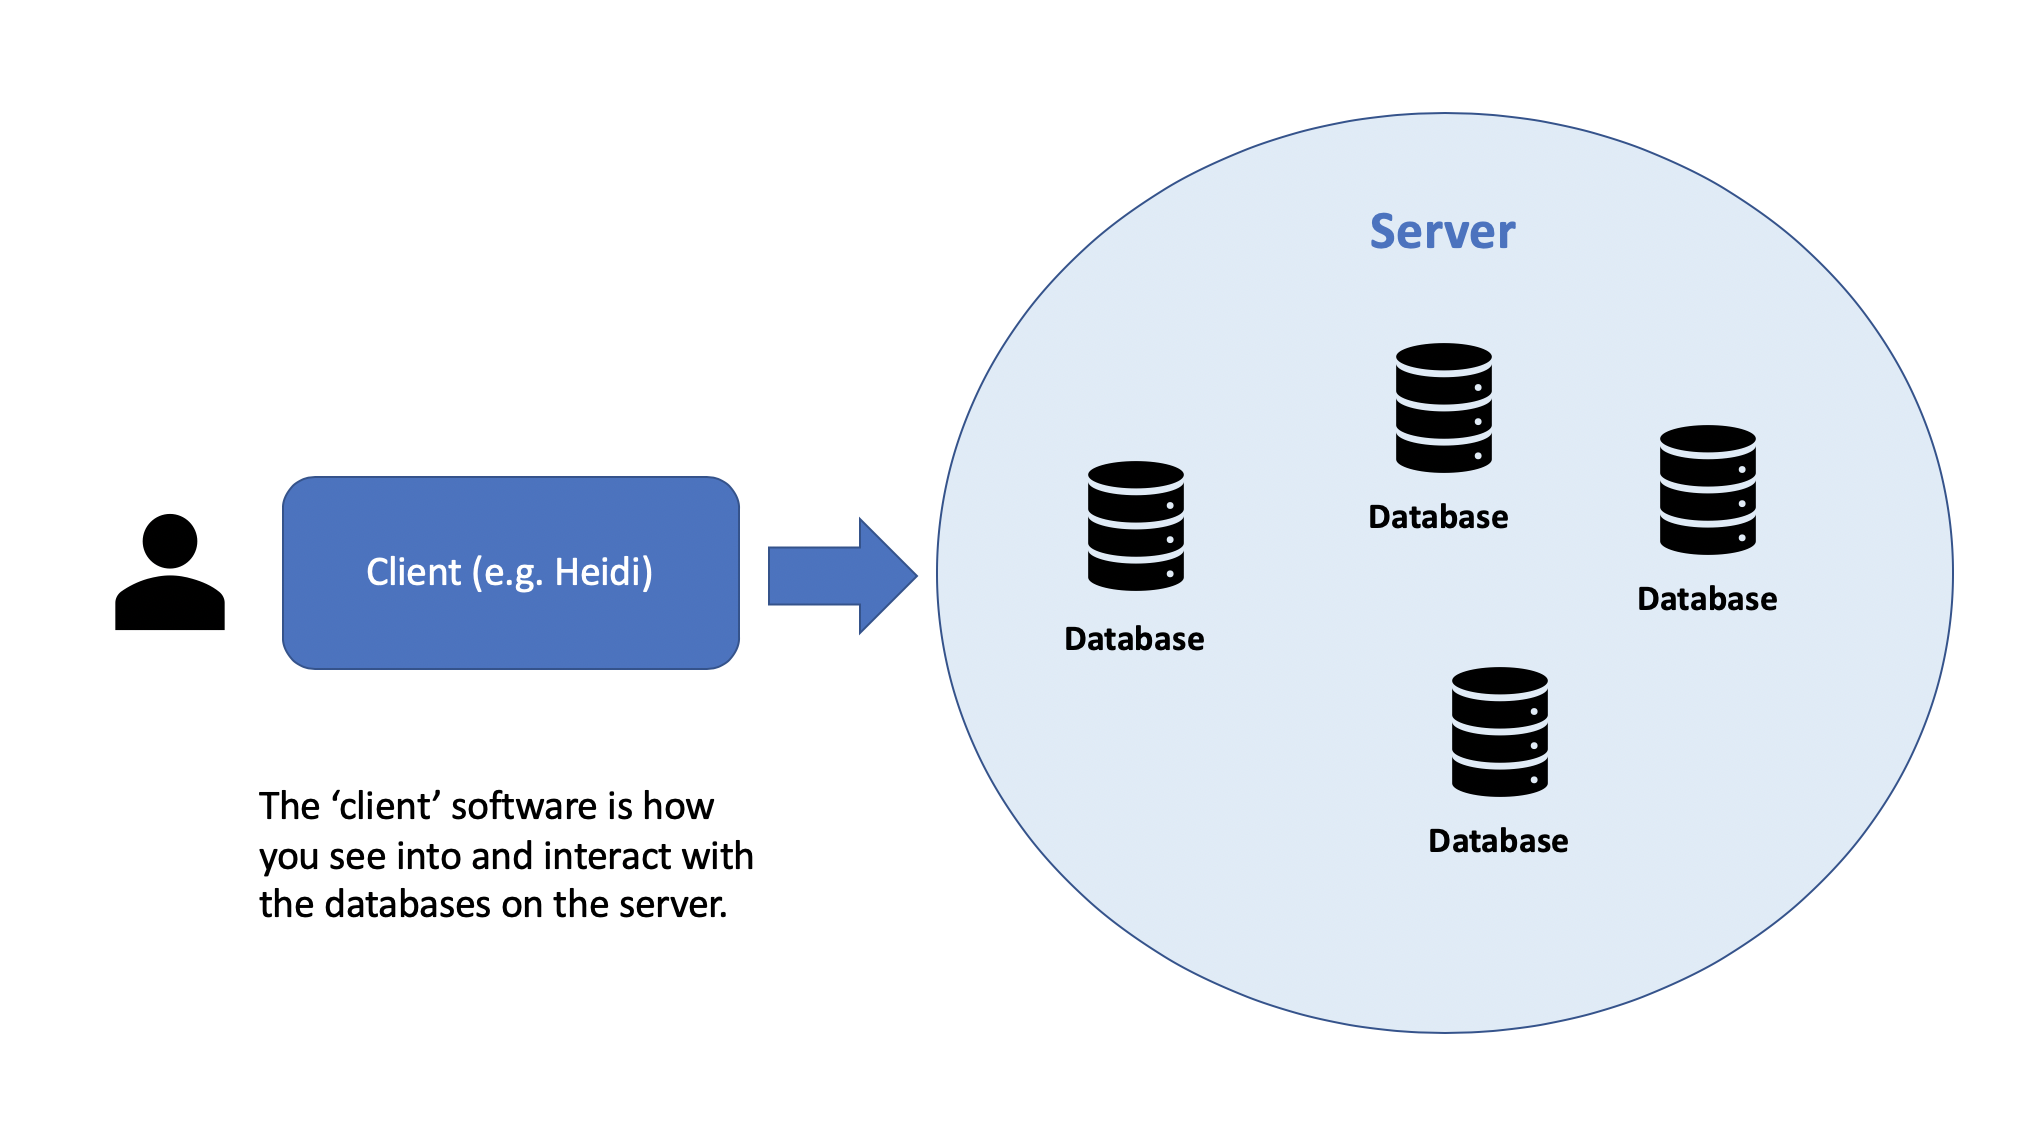 Server
Database
Database
Database
Client (e.g. Heidi)
Database
The ‘client’ software is how
you see into and interact with
the databases on the server.